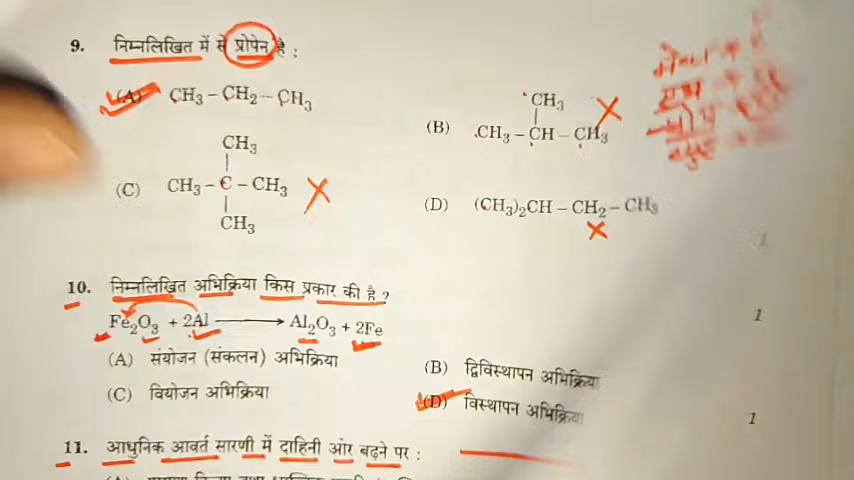 9. निम्नलिखित में से प्रोपेन है :
(A) CH3 – CH2 – CH3
CH3
(B) CH3 – CH – CH3
CH3
(C) CH3 – C – CH3
CH3
(D) (CH3)2CH – CH2 – CH3
1
10. निम्नलिखित अभिक्रिया किस प्रकार की है ?
1
Fe2O3 + 2Al ⟶ Al2O3 + 2Fe
(A) संयोजन (संकलन) अभिक्रिया
(B) द्विविस्थापन अभिक्रिया
(C) वियोजन अभिक्रिया
(D) विस्थापन अभिक्रिया
1
11. आधुनिक आवर्त सारणी में दाहिनी ओर बढ़ने पर :